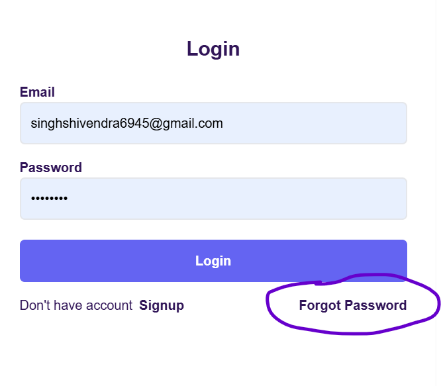 Login
Email
singhshivendra6945@gmail.com
Password
••••••••
Login
Don't have account Signup
Forgot Password